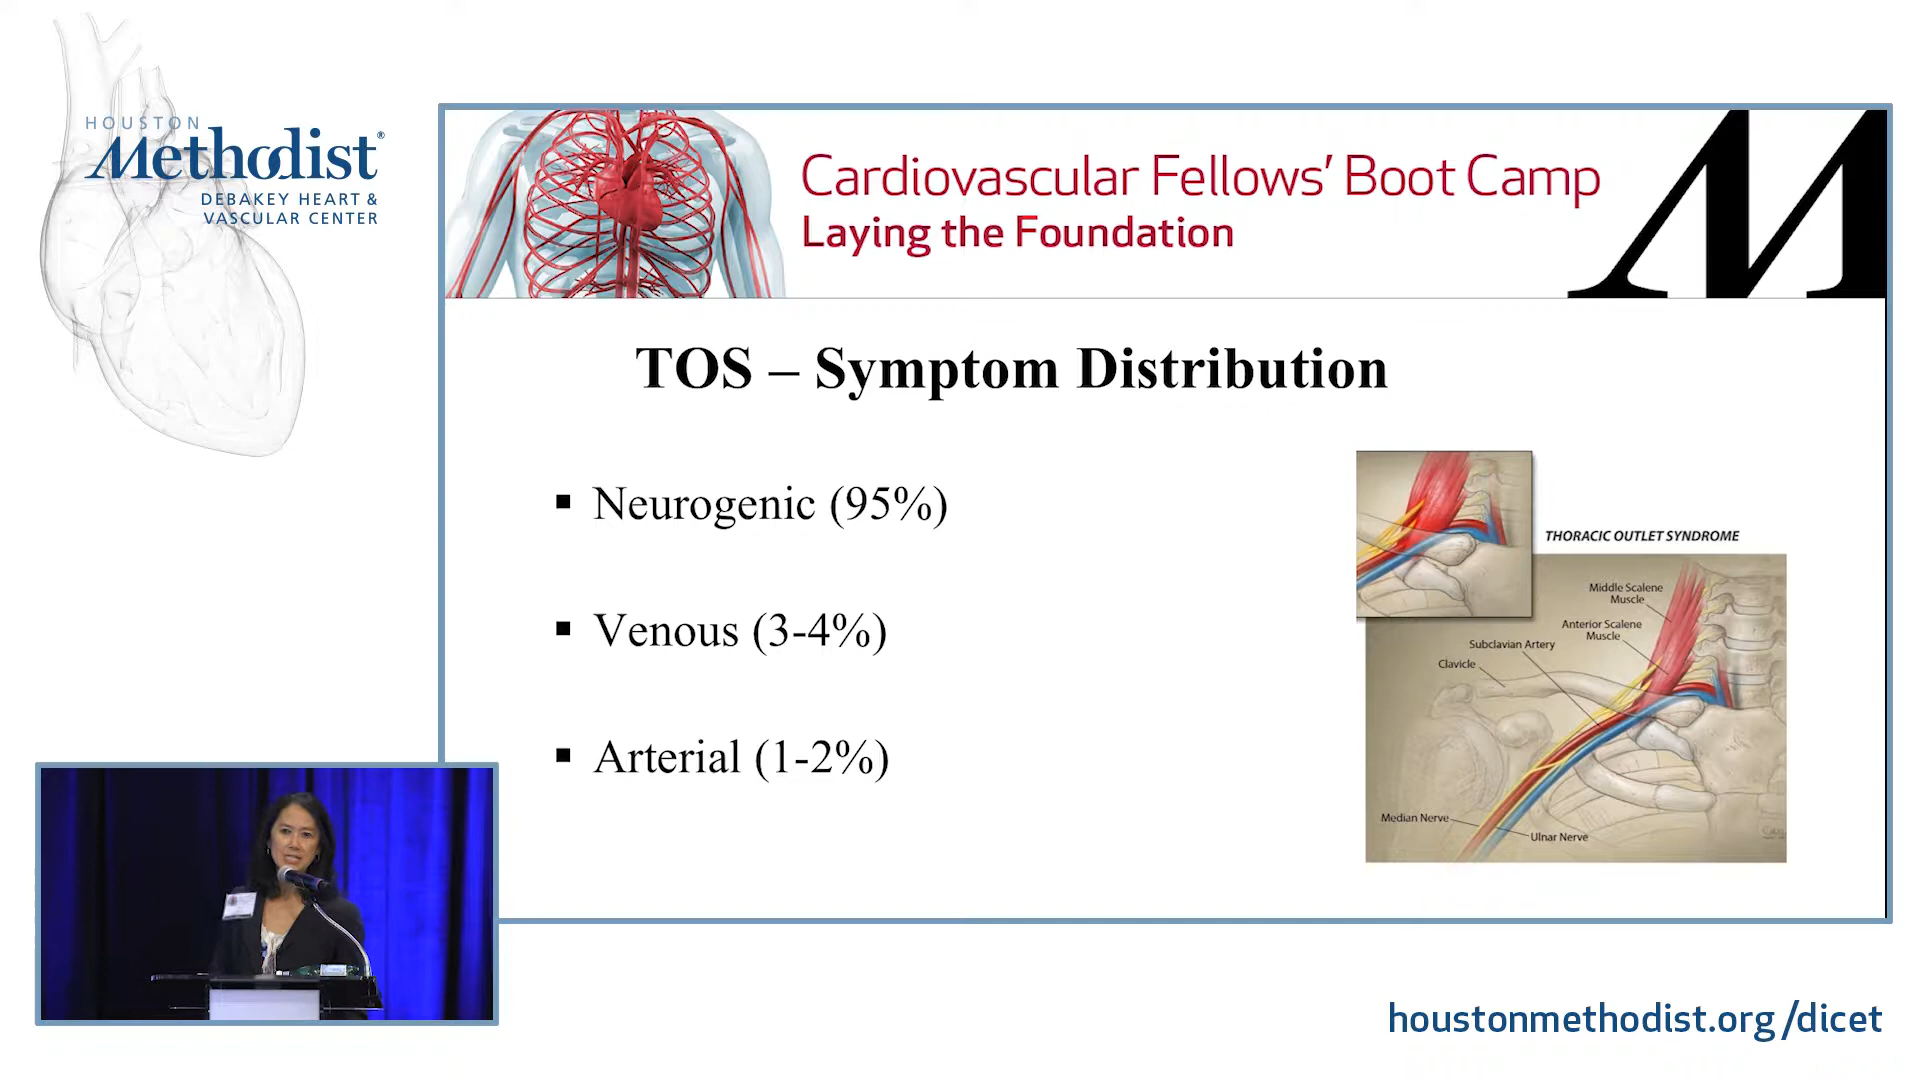 HOUSTON
Methodist®
DEBAKEY HEART &
VASCULAR CENTER
Cardiovascular Fellows' Boot Camp
Laying the Foundation
M
TOS – Symptom Distribution
▪ Neurogenic (95%)
▪ Venous (3-4%)
▪ Arterial (1-2%)
THORACIC OUTLET SYNDROME
Middle Scalene
Muscle
Anterior Scalene
Muscle
Subclavian Artery
Clavicle
Median Nerve
Ulnar Nerve
houstonmethodist.org/dicet